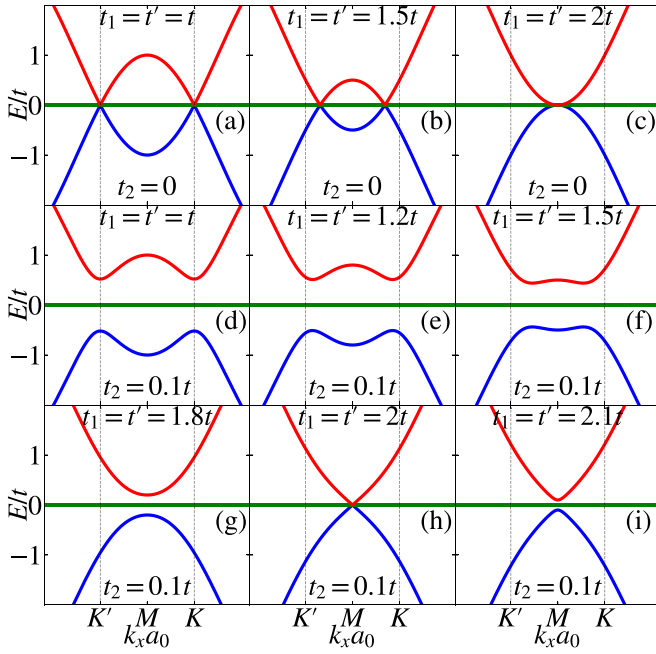 t₁ = t′ = t
t₁ = t′ = 1.5t
t₁ = t′ = 2t
E/t
1
0
−1
(a)
(b)
(c)
t₂ = 0
t₂ = 0
t₂ = 0
t₁ = t′ = t
t₁ = t′ = 1.2t
t₁ = t′ = 1.5t
E/t
1
0
−1
(d)
(e)
(f)
t₂ = 0.1t
t₂ = 0.1t
t₂ = 0.1t
t₁ = t′ = 1.8t
t₁ = t′ = 2t
t₁ = t′ = 2.1t
E/t
1
0
−1
(g)
(h)
(i)
t₂ = 0.1t
t₂ = 0.1t
t₂ = 0.1t
K′ M K
K′ M K
K′ M K
kₓa₀
kₓa₀
kₓa₀